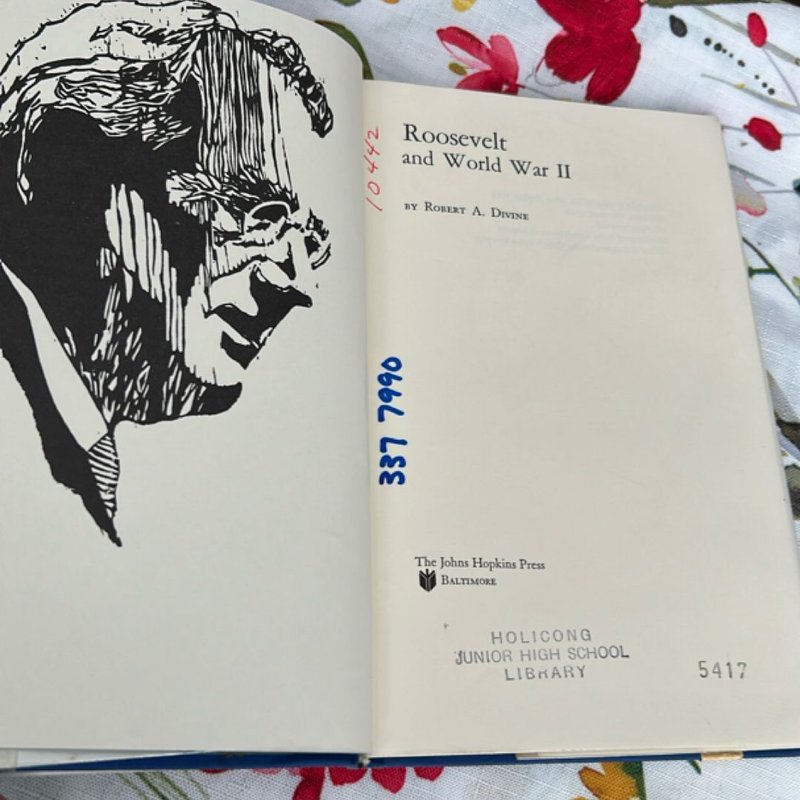 Roosevelt
and World War II
BY ROBERT A. DIVINE
10442
337 7990
The Johns Hopkins Press
BALTIMORE
HOLICONG
JUNIOR HIGH SCHOOL
LIBRARY
5417